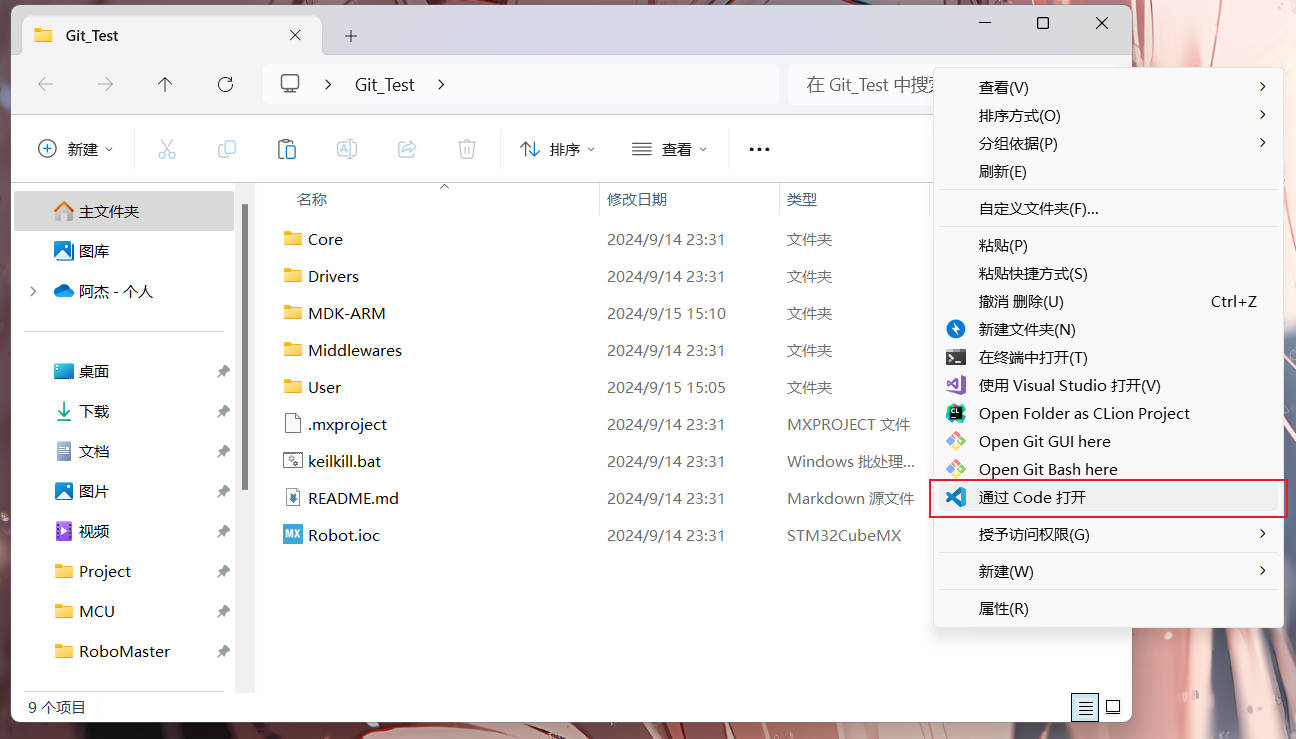 Git_Test
Git_Test
在 Git_Test 中搜
新建
排序
查看
主文件夹
图库
阿杰 - 个人
桌面
下载
文档
图片
视频
Project
MCU
RoboMaster
名称 修改日期 类型
Core 2024/9/14 23:31 文件夹
Drivers 2024/9/14 23:31 文件夹
MDK-ARM 2024/9/15 15:10 文件夹
Middlewares 2024/9/14 23:31 文件夹
User 2024/9/15 15:05 文件夹
.mxproject 2024/9/14 23:31 MXPROJECT 文件
keilkill.bat 2024/9/14 23:31 Windows 批处理...
README.md 2024/9/14 23:31 Markdown 源文件
MX Robot.ioc 2024/9/14 23:31 STM32CubeMX
查看(V)
排序方式(O)
分组依据(P)
刷新(E)
自定义文件夹(F)...
粘贴(P)
粘贴快捷方式(S)
撤消 删除(U) Ctrl+Z
新建文件夹(N)
在终端中打开(T)
使用 Visual Studio 打开(V)
CL Open Folder as CLion Project
Open Git GUI here
Open Git Bash here
通过 Code 打开
授予访问权限(G)
新建(W)
属性(R)
9 个项目